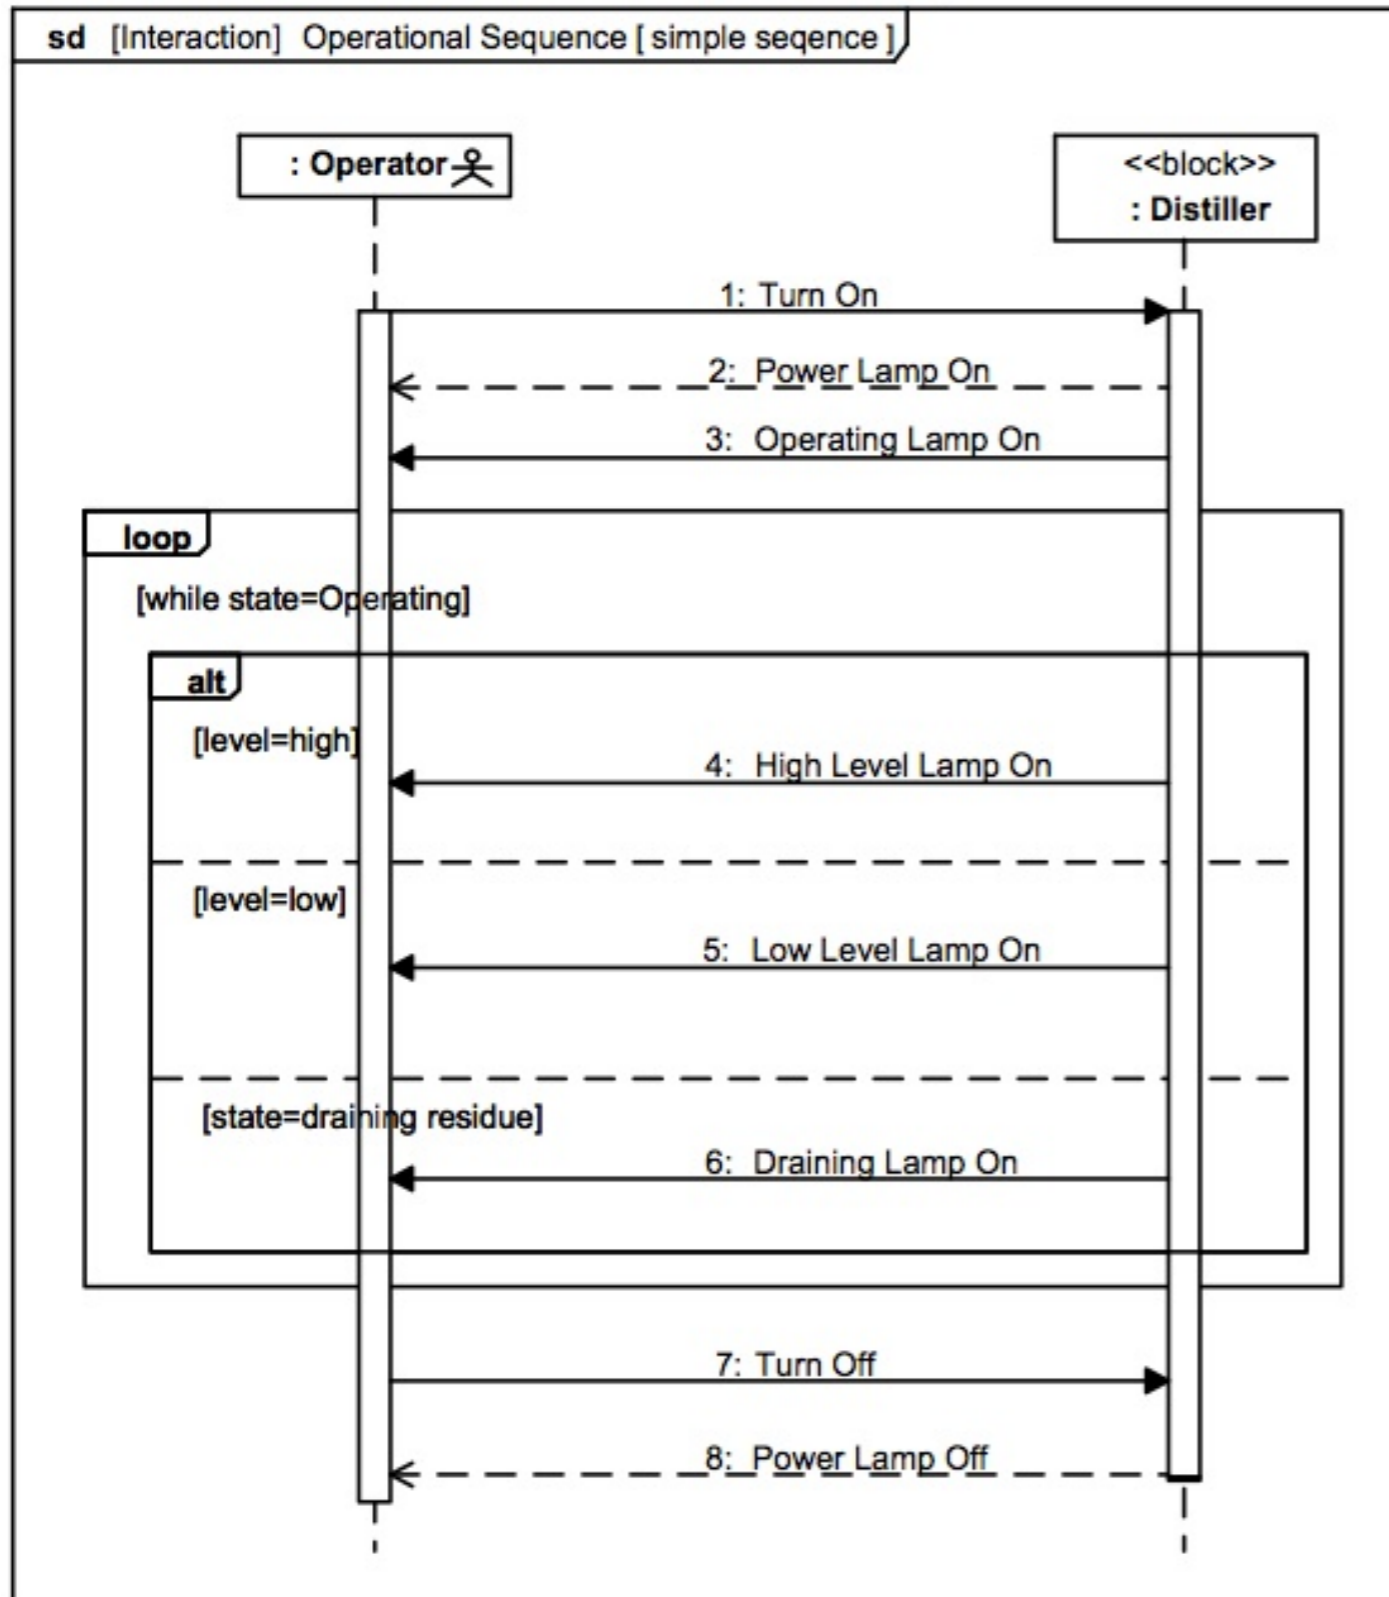 sd [Interaction] Operational Sequence [ simple seqence ]
: Operator
<<block>>
: Distiller
1: Turn On
2: Power Lamp On
3: Operating Lamp On
loop
[while state=Operating]
alt
[level=high]
4: High Level Lamp On
[level=low]
5: Low Level Lamp On
[state=draining residue]
6: Draining Lamp On
7: Turn Off
8: Power Lamp Off